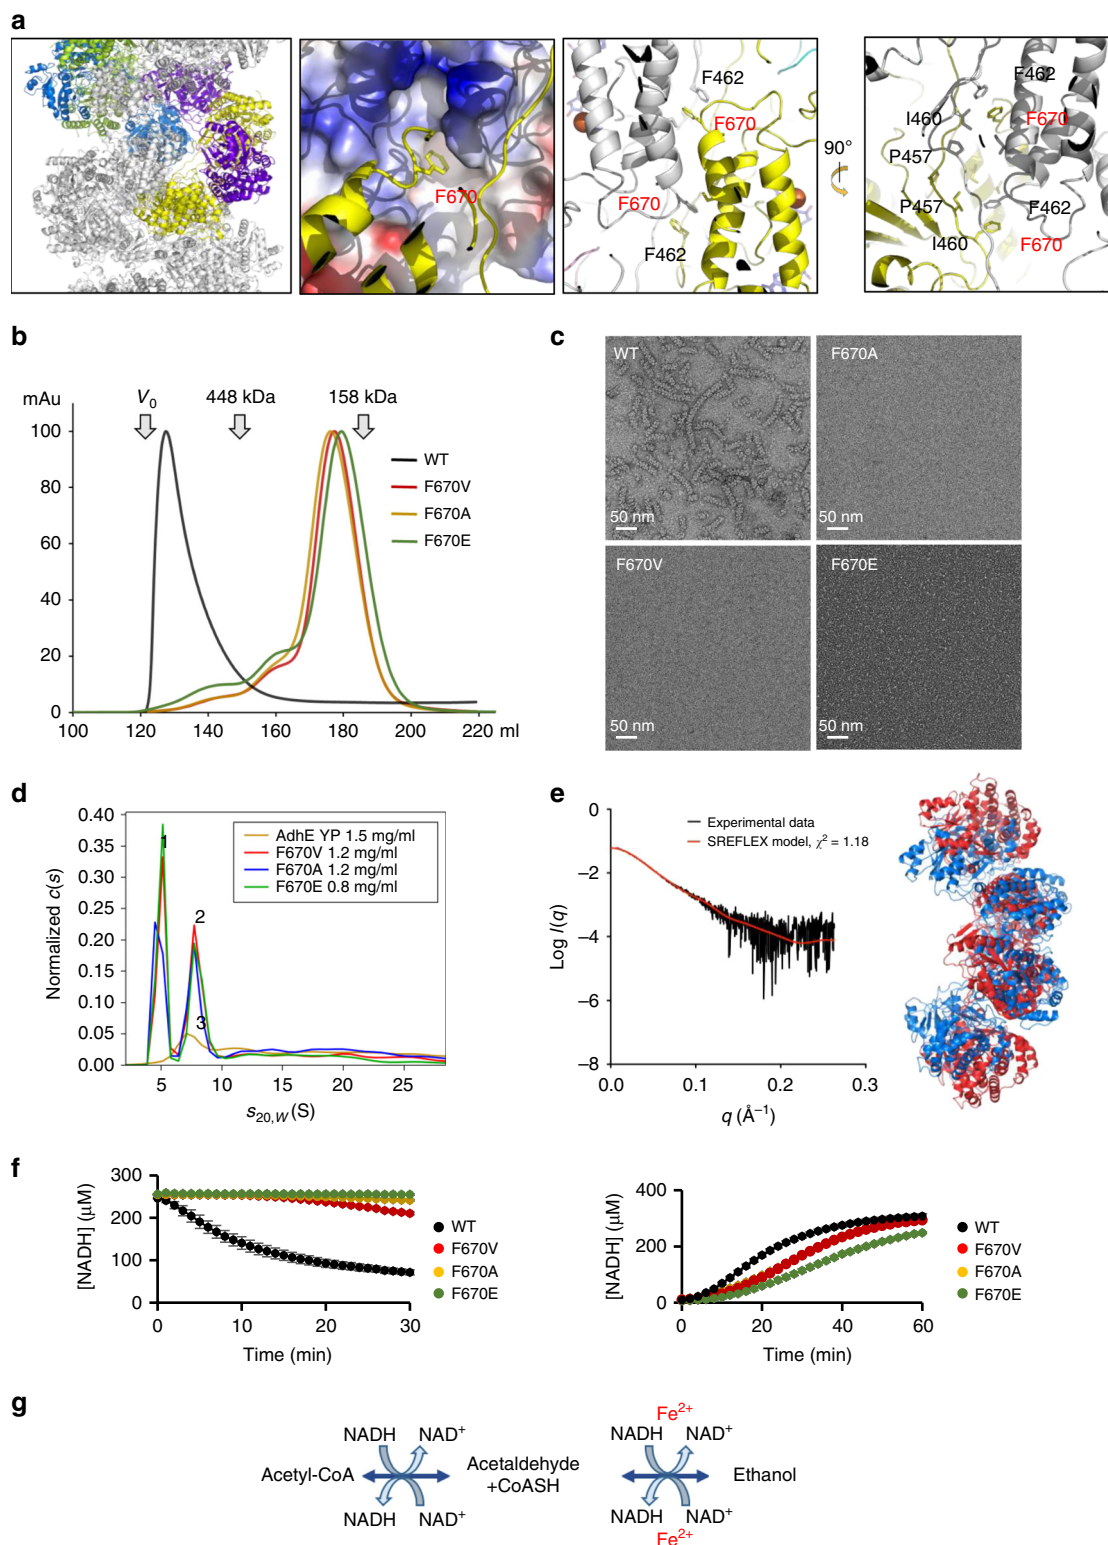 a
F670
F462
F670
F670
F462
90°
F462
I460
F670
P457
P457
F462
I460
F670
b
mAu
V0
448 kDa
158 kDa
100
80
60
40
20
0
WT
F670V
F670A
F670E
100 120 140 160 180 200 220 ml
c
WT
50 nm
F670A
50 nm
F670V
50 nm
F670E
50 nm
d
Normalized c(s)
0.40
0.35
0.30
0.25
0.20
0.15
0.10
0.05
0.00
1
2
3
AdhE YP 1.5 mg/ml
F670V 1.2 mg/ml
F670A 1.2 mg/ml
F670E 0.8 mg/ml
5 10 15 20 25
s20,W(S)
e
Log I(q)
0
–2
–4
–6
–8
Experimental data
SREFLEX model, χ² = 1.18
0.0 0.1 0.2 0.3
q (Å⁻¹)
f
[NADH] (μM)
300
200
100
0
0 10 20 30
Time (min)
WT
F670V
F670A
F670E
[NADH] (μM)
400
200
0
0 20 40 60
Time (min)
WT
F670V
F670A
F670E
g
Fe²⁺
NADH NAD⁺ NADH NAD⁺
Acetyl-CoA Acetaldehyde Ethanol
+CoASH
NADH NAD⁺ NADH NAD⁺
Fe²⁺